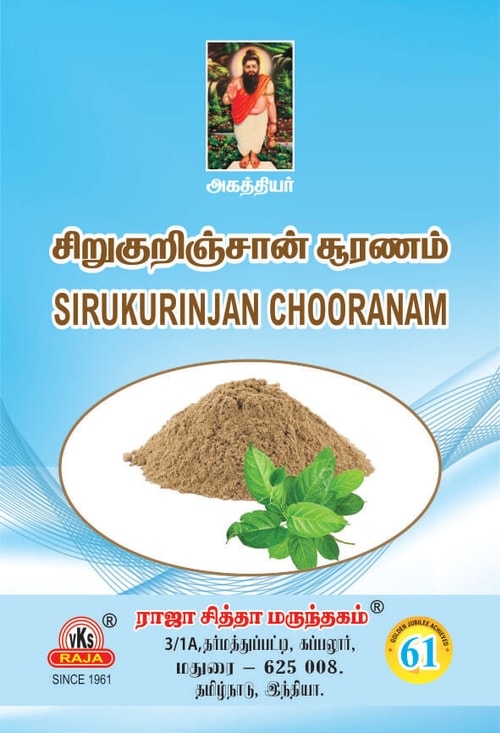 அகத்தியர்
சிறுகுறிஞ்சான் சூரணம்
SIRUKURINJAN CHOORANAM
ராஜா சித்தா மருந்தகம்®
3/1A,தர்மத்துப்பட்டி, கப்பலூர்,
மதுரை – 625 008.
தமிழ்நாடு, இந்தியா.
VKS ®
RAJA
SINCE 1961
GOLDEN JUBILEE ACHIEVED
61